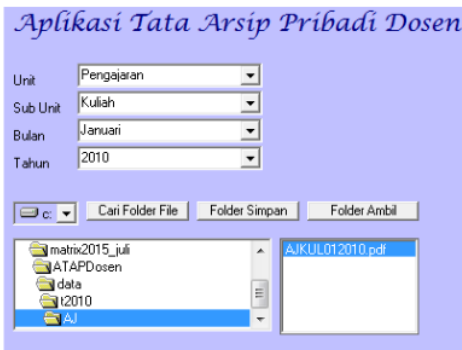 Aplikasi Tata Arsip Pribadi Dosen
Unit Pengajaran
Sub Unit Kuliah
Bulan Januari
Tahun 2010
c: Cari Folder File Folder Simpan Folder Ambil
matrix2015_juli
ATAPDosen
data
t2010
AJ
AJKUL012010.pdf